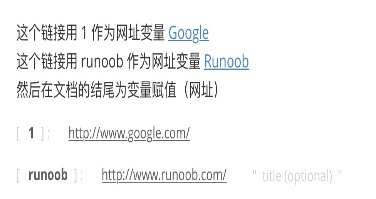 这个链接用 1 作为网址变量 Google
这个链接用 runoob 作为网址变量 Runoob
然后在文档的结尾为变量赋值（网址）
[ 1 ]: http://www.google.com/
[ runoob ]: http://www.runoob.com/ " title (optional) "